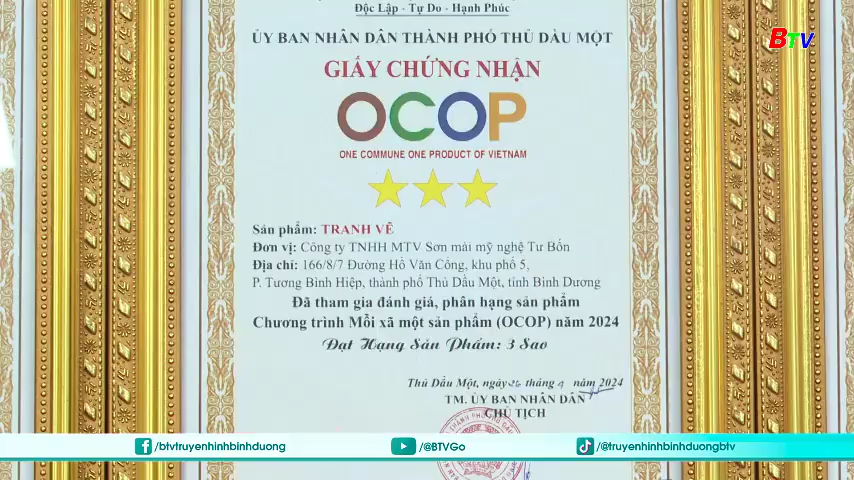 Độc Lập - Tự Do - Hạnh Phúc
BTV
ỦY BAN NHÂN DÂN THÀNH PHỐ THỦ DẦU MỘT
GIẤY CHỨNG NHẬN
OCOP
ONE COMMUNE ONE PRODUCT OF VIETNAM
Sản phẩm: TRANH VẼ
Đơn vị: Công ty TNHH MTV Sơn mài mỹ nghệ Tư Bốn
Địa chỉ: 166/8/7 Đường Hồ Văn Cống, khu phố 5,
P. Tương Bình Hiệp, thành phố Thủ Dầu Một, tỉnh Bình Dương
Đã tham gia đánh giá, phân hạng sản phẩm
Chương trình Mỗi xã một sản phẩm (OCOP) năm 2024
Đạt Hạng Sản Phẩm: 3 Sao
Thủ Dầu Một, ngày tháng 9 năm 2024
TM. ỦY BAN NHÂN DÂN
CHỦ TỊCH
/btvtruyenhinhbinhduong
/@BTVGo
/@truyenhinhbinhduongbtv